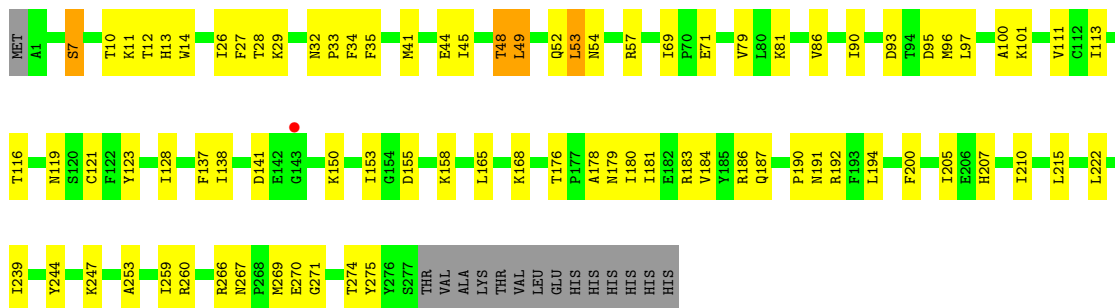 MET A1 S7 T10 K11 T12 H13 W14 I26 F27 T28 K29 N32 P33 F34 F35 M41 E44 I45 T48 L49 Q52 L53 N54 R57 I69 P70 E71 V79 L80 K81 V86 I90 D93 T94 D95 M96 L97 A100 K101 V111 C112 I113
T116 N119 S120 C121 F122 Y123 I128 F137 I138 D141 E142 G143 K150 I153 G154 D155 K158 L165 K168 T176 P177 A178 N179 I180 I181 E182 R183 V184 Y185 R186 Q187 P190 N191 R192 F193 L194 F200 I205 E206 H207 I210 L215 L222
I239 Y244 K247 A253 I259 R260 R266 N267 P268 M269 E270 G271 T274 Y275 Y276 S277 THR VAL ALA LYS THR VAL LEU GLU HIS HIS HIS HIS HIS HIS